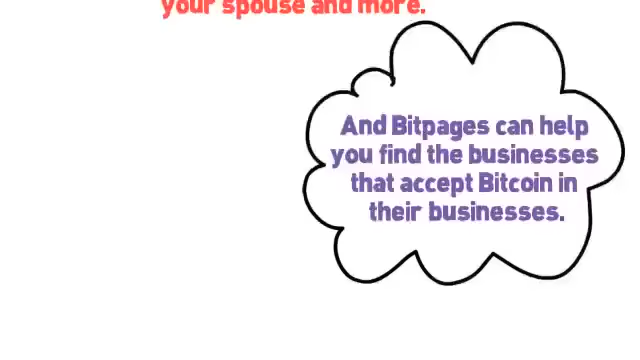 your spouse and more.
And Bitpages can help
you find the businesses
that accept Bitcoin in
their businesses.